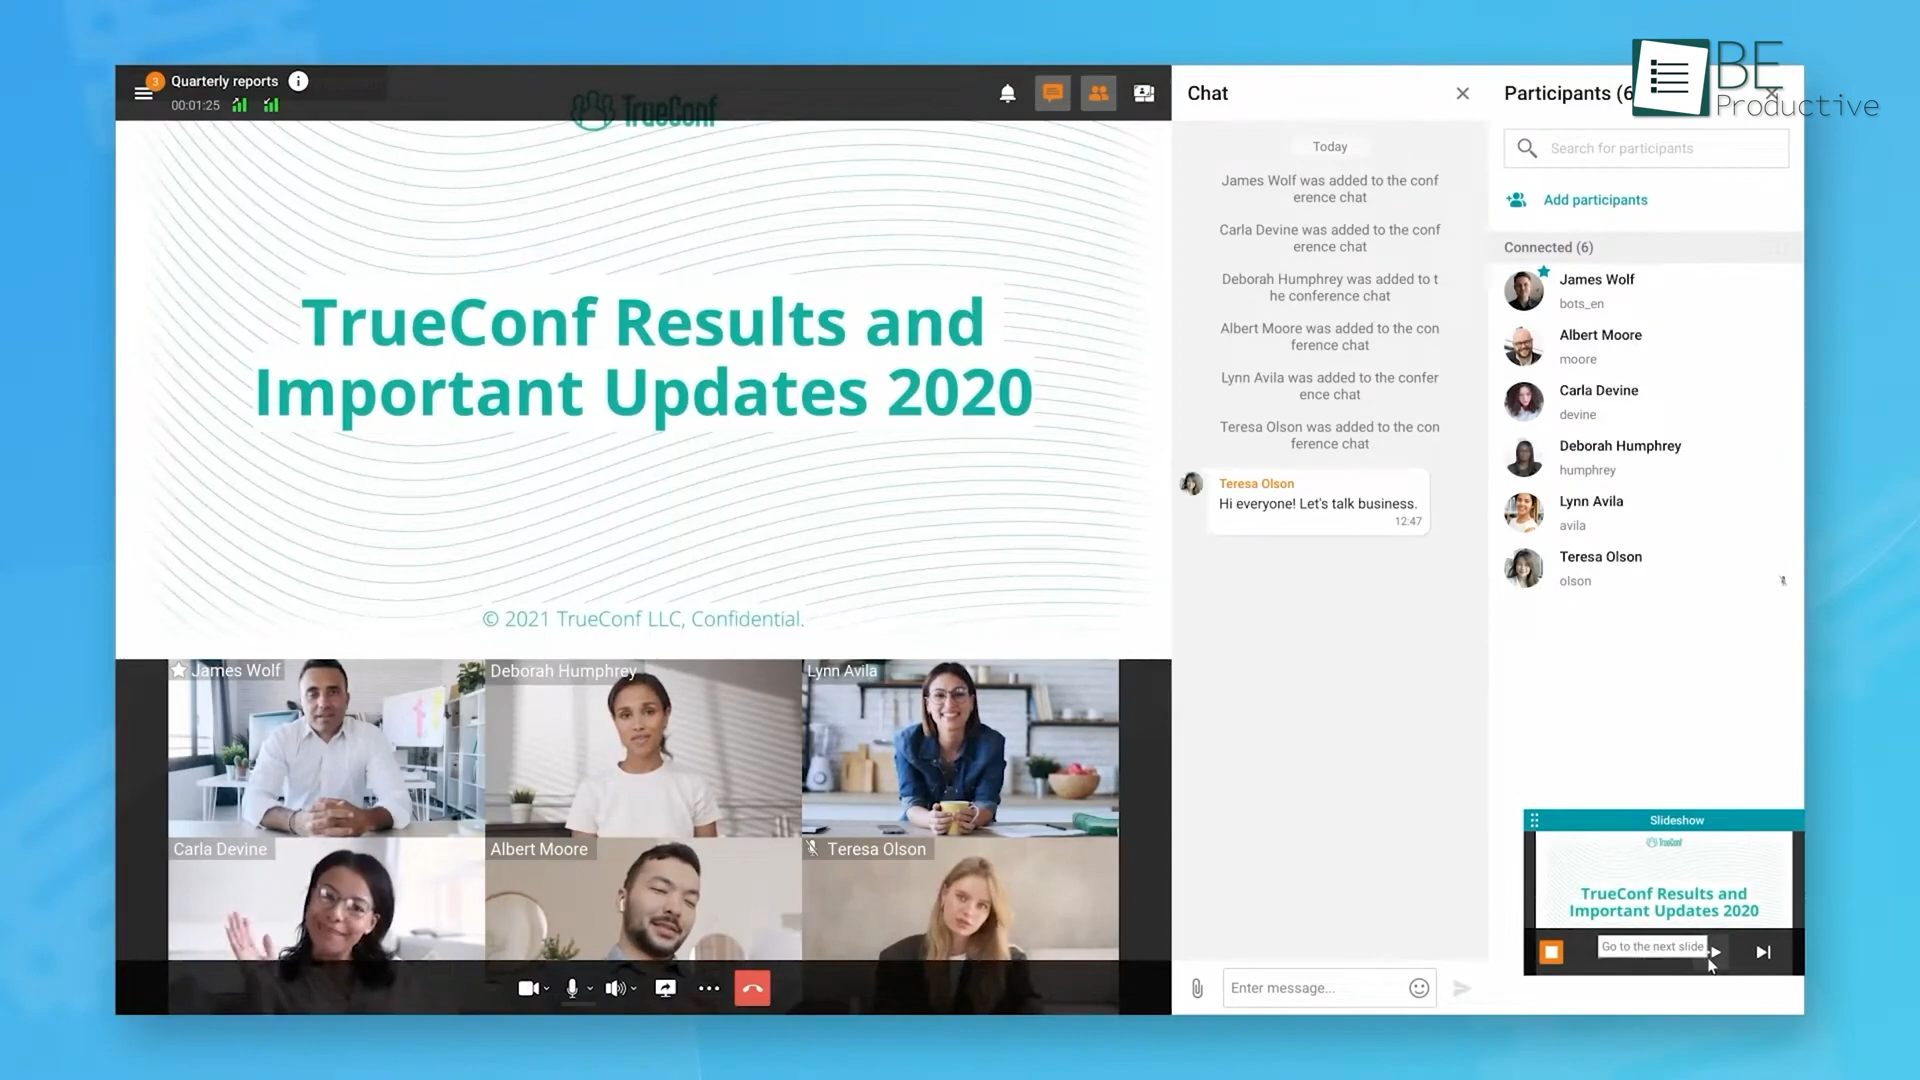 3
Quarterly reports
00:01:25
TrueConf
TrueConf Results and
Important Updates 2020
© 2021 TrueConf LLC, Confidential.
James Wolf
Deborah Humphrey
Lynn Avila
Carla Devine
Albert Moore
Teresa Olson
Chat
Today
James Wolf was added to the conf
erence chat
Carla Devine was added to the conf
erence chat
Deborah Humphrey was added to t
he conference chat
Albert Moore was added to the con
ference chat
Lynn Avila was added to the confer
ence chat
Teresa Olson was added to the con
ference chat
Teresa Olson
Hi everyone! Let's talk business.
12:47
Enter message...
Participants (6
BE
Productive
Search for participants
Add participants
Connected (6)
James Wolf
bots_en
Albert Moore
moore
Carla Devine
devine
Deborah Humphrey
humphrey
Lynn Avila
avila
Teresa Olson
olson
Slideshow
TrueConf
TrueConf Results and
Important Updates 2020
Go to the next slide